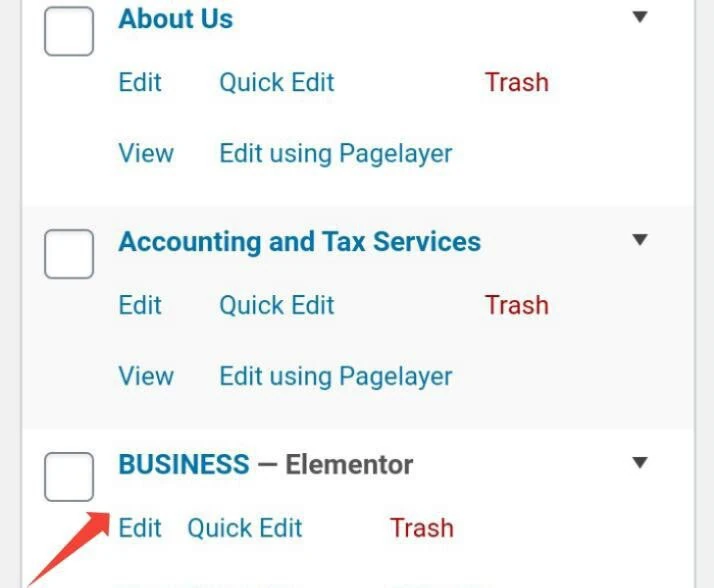 About Us
Edit Quick Edit Trash
View Edit using Pagelayer
Accounting and Tax Services
Edit Quick Edit Trash
View Edit using Pagelayer
BUSINESS — Elementor
Edit Quick Edit Trash